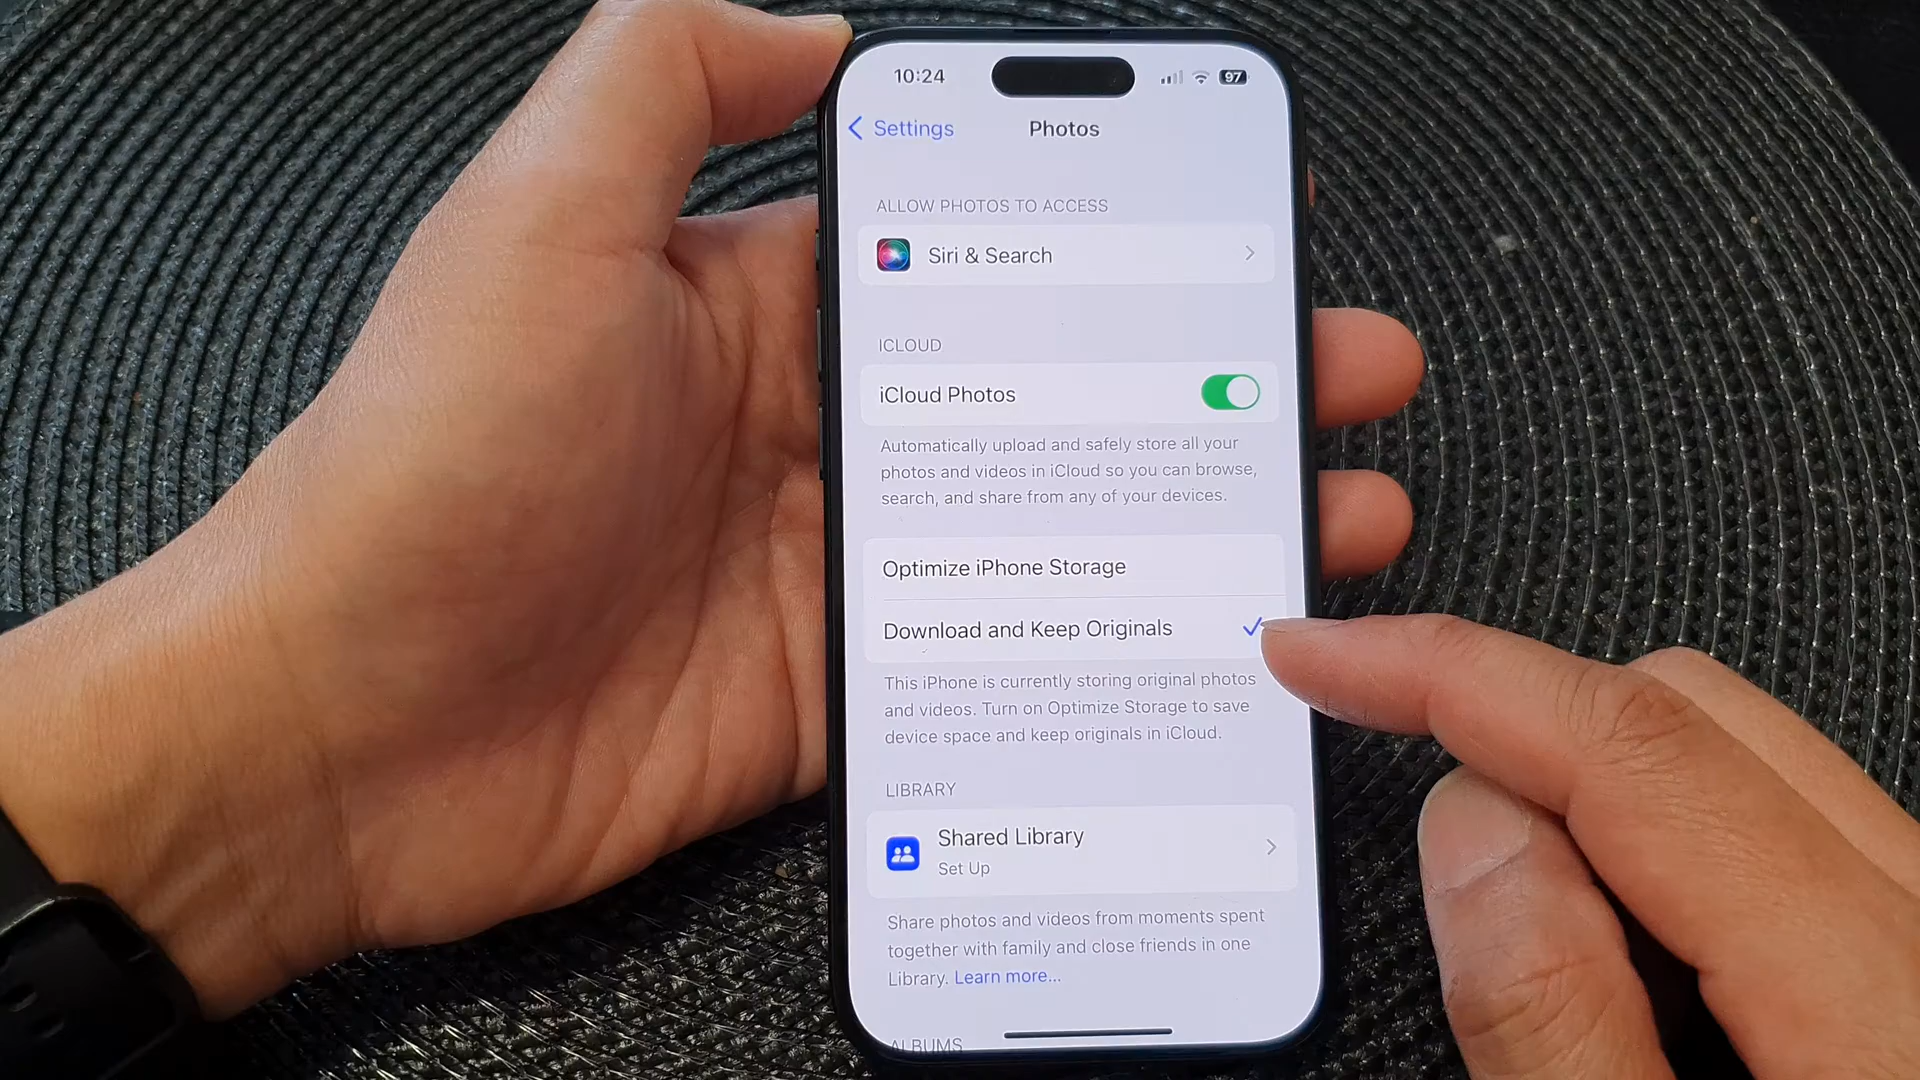 10:24
97
Settings
Photos
ALLOW PHOTOS TO ACCESS
Siri & Search
ICLOUD
iCloud Photos
Automatically upload and safely store all your
photos and videos in iCloud so you can browse,
search, and share from any of your devices.
Optimize iPhone Storage
Download and Keep Originals
This iPhone is currently storing original photos
and videos. Turn on Optimize Storage to save
device space and keep originals in iCloud.
LIBRARY
Shared Library
Set Up
Share photos and videos from moments spent
together with family and close friends in one
Library. Learn more...
ALBUMS